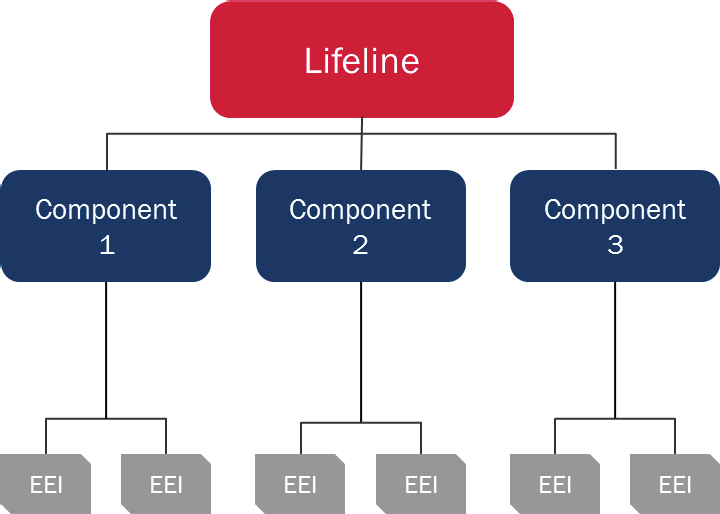 Lifeline
Component
1
Component
2
Component
3
EEI
EEI
EEI
EEI
EEI
EEI